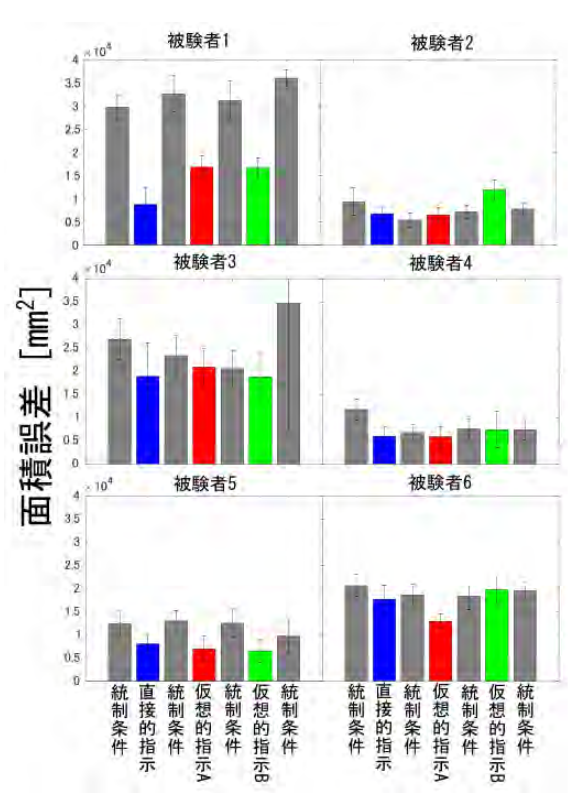 被験者1
被験者2
×10⁴
4
3.5
3
2.5
2
1.5
1
0.5
0
被験者3
被験者4
×10⁴
4
3.5
3
2.5
2
1.5
1
0.5
0
被験者5
被験者6
×10⁴
4
3.5
3
2.5
2
1.5
1
0.5
0
面積誤差 [mm²]
統制条件
直接的指示
統制条件
仮想的指示A
統制条件
仮想的指示B
統制条件
統制条件
直接的指示
統制条件
仮想的指示A
統制条件
仮想的指示B
統制条件